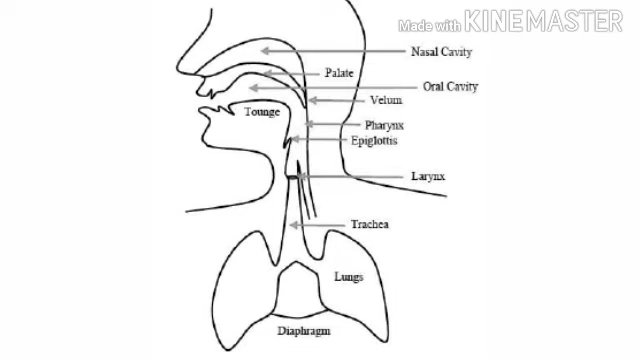 Made with KINEMASTER
Nasal Cavity
Palate
Oral Cavity
Velum
Tounge
Pharynx
Epiglottis
Larynx
Trachea
Lungs
Diaphragm